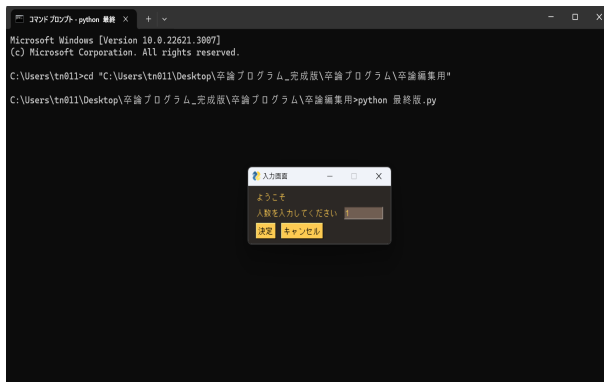 コマンド プロンプト - python 最終
Microsoft Windows [Version 10.0.22621.3007]
(c) Microsoft Corporation. All rights reserved.
C:\Users\tn011>cd "C:\Users\tn011\Desktop\卒論プログラム_完成版\卒論プログラム\卒論編集用"
C:\Users\tn011\Desktop\卒論プログラム_完成版\卒論プログラム\卒論編集用>python 最終版.py
入力画面
ようこそ
人数を入力してください 1
決定 キャンセル